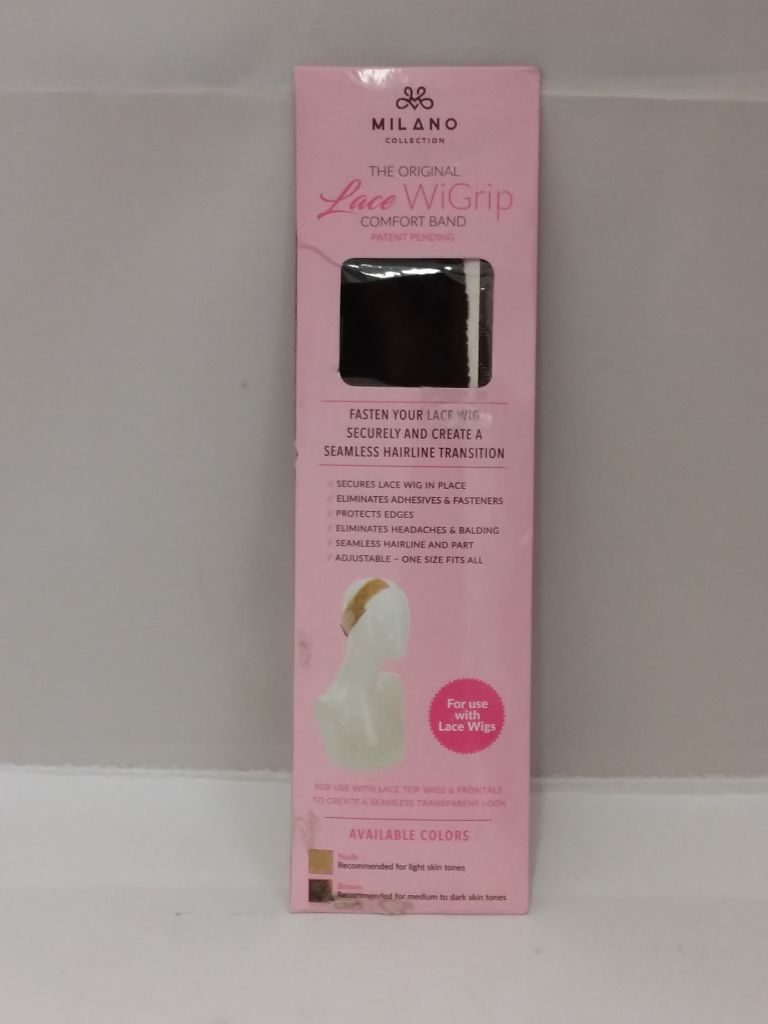 MILANO
COLLECTION
THE ORIGINAL
Lace WiGrip
COMFORT BAND
PATENT PENDING
FASTEN YOUR LACE WIG
SECURELY AND CREATE A
SEAMLESS HAIRLINE TRANSITION
// SECURES LACE WIG IN PLACE
// ELIMINATES ADHESIVES & FASTENERS
// PROTECTS EDGES
// ELIMINATES HEADACHES & BALDING
// SEAMLESS HAIRLINE AND PART
// ADJUSTABLE – ONE SIZE FITS ALL
For use
with
Lace Wigs
FOR USE WITH LACE TOP WIGS & FRONTALS
TO CREATE A SEAMLESS TRANSPARENT LOOK
AVAILABLE COLORS
Nude
Recommended for light skin tones
Brown
Recommended for medium to dark skin tones